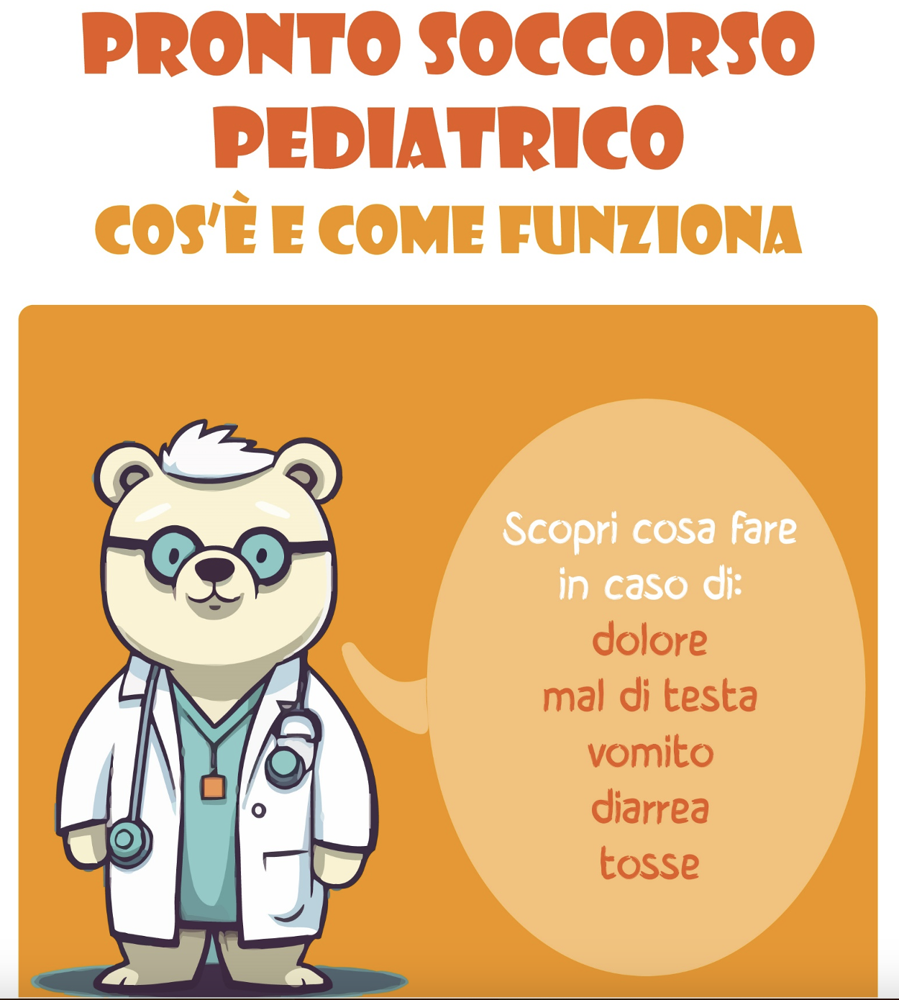 PRONTO SOCCORSO
PEDIATRICO
COS'È E COME FUNZIONA
Scopri cosa fare
in caso di:
dolore
mal di testa
vomito
diarrea
tosse